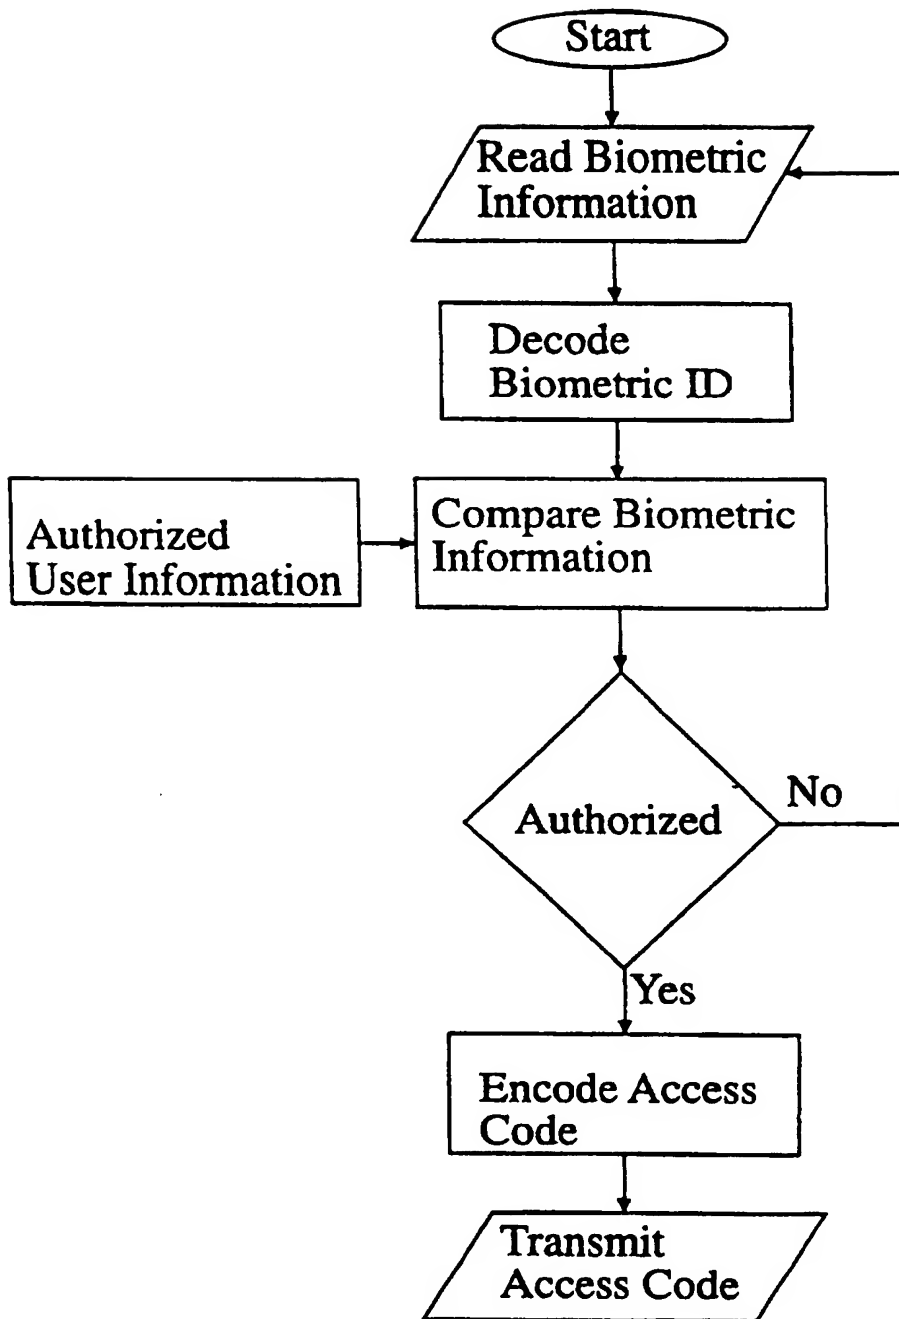 Start
Read Biometric
Information
Decode
Biometric ID
Authorized
User Information
Compare Biometric
Information
Authorized
No
Yes
Encode Access
Code
Transmit
Access Code